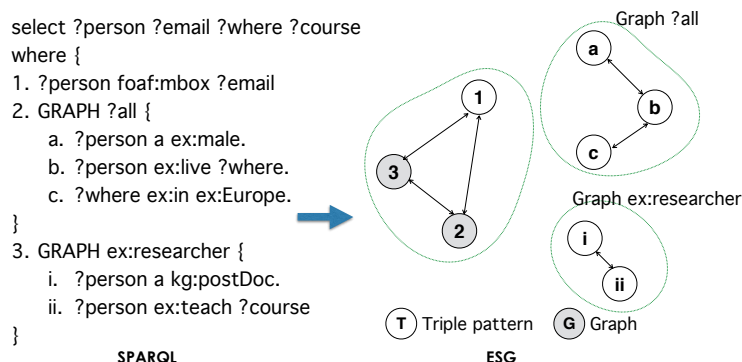 select ?person ?email ?where ?course
where {
1. ?person foaf:mbox ?email
2. GRAPH ?all {
a. ?person a ex:male.
b. ?person ex:live ?where.
c. ?where ex:in ex:Europe.
}
3. GRAPH ex:researcher {
i. ?person a kg:postDoc.
ii. ?person ex:teach ?course
}
SPARQL
1
3
2
Graph ?all
a
b
c
Graph ex:researcher
i
ii
T Triple pattern
G Graph
ESG